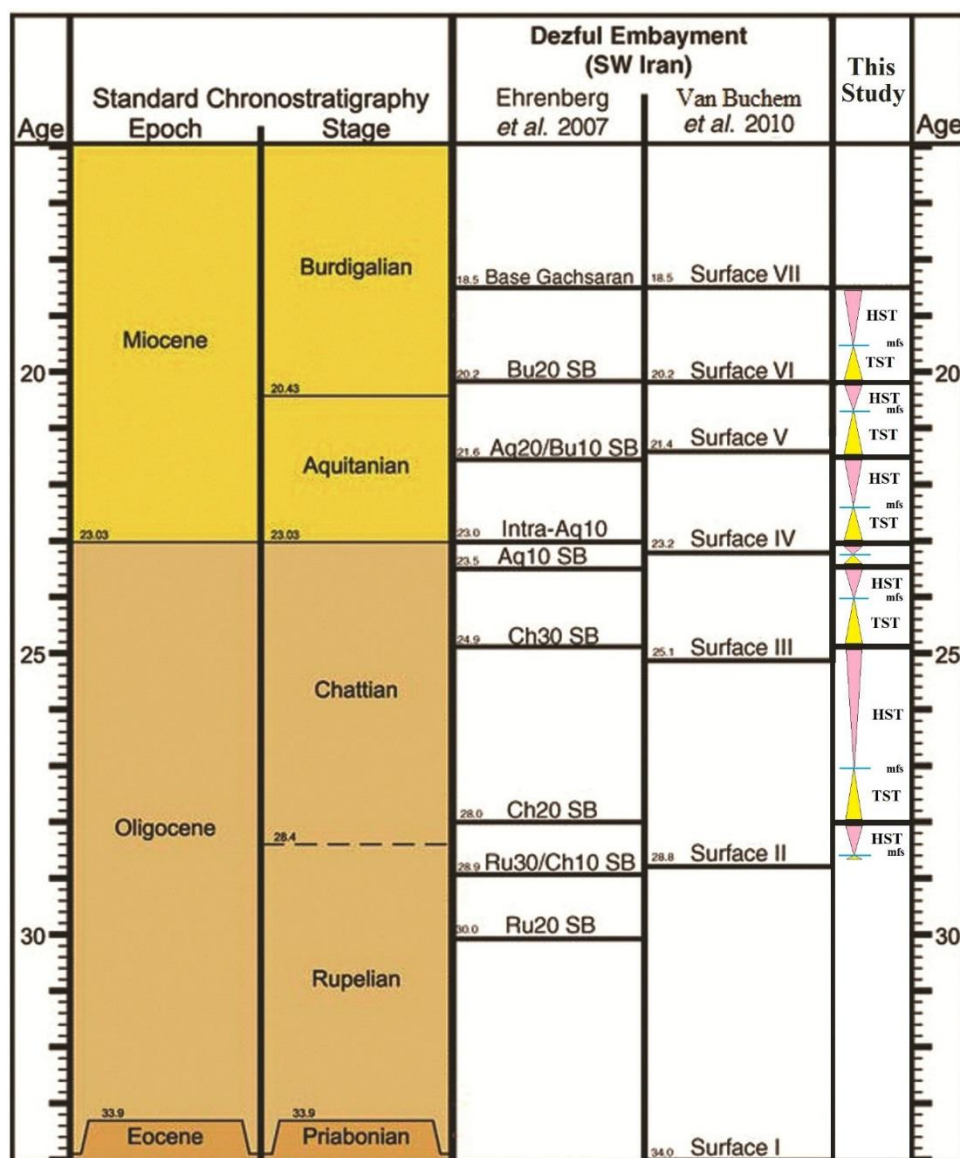 Age
Standard Chronostratigraphy
Epoch
Stage
Dezful Embayment
(SW Iran)
Ehrenberg
et al. 2007
Van Buchem
et al. 2010
This
Study
Age
20
25
30
Miocene
23.03
Oligocene
33.9
Eocene
Burdigalian
20.43
Aquitanian
23.03
Chattian
28.4
Rupelian
33.9
Priabonian
18.5 Base Gachsaran
20.2 Bu20 SB
21.6 Aq20/Bu10 SB
23.0 Intra-Aq10
23.5 Aq10 SB
24.9 Ch30 SB
28.0 Ch20 SB
28.9 Ru30/Ch10 SB
30.0 Ru20 SB
18.5 Surface VII
20.2 Surface VI
21.4 Surface V
23.2 Surface IV
25.1 Surface III
28.8 Surface II
34.0 Surface I
HST
mfs
TST
HST
mfs
TST
HST
mfs
TST
HST
mfs
TST
HST
mfs
TST
HST
mfs
20
25
30